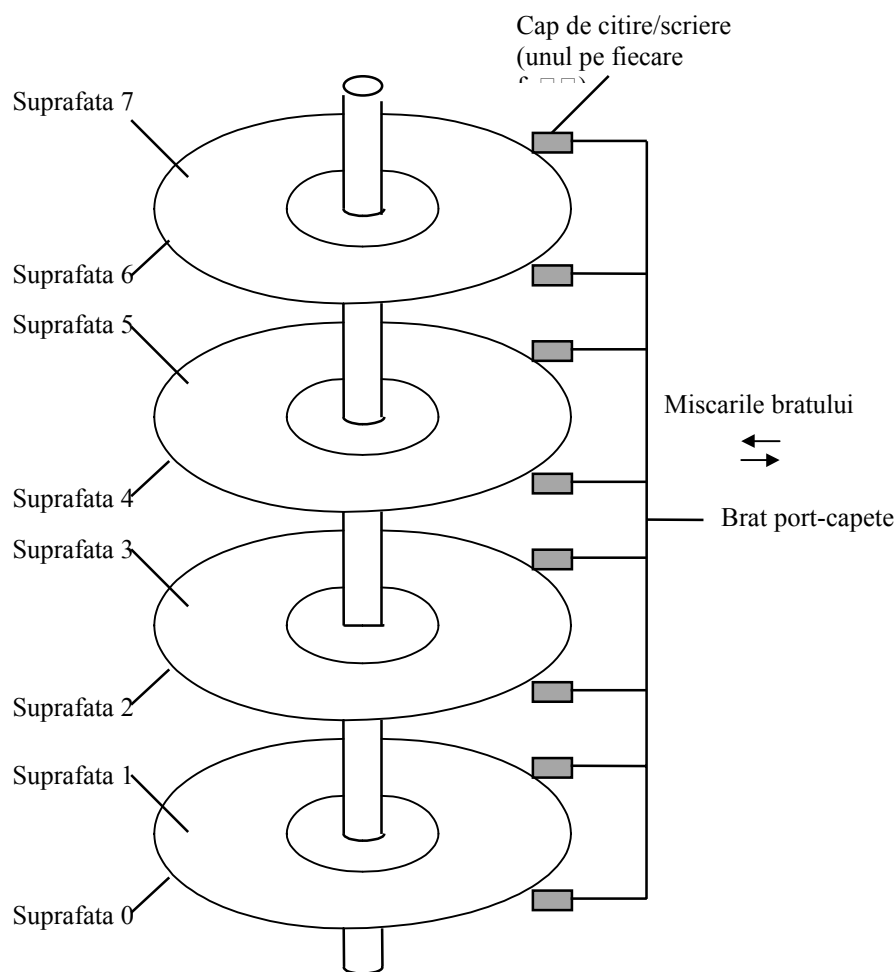 Cap de citire/scriere
(unul pe fiecare
Suprafata 7
Suprafata 6
Suprafata 5
Miscarile bratului
Suprafata 4
Brat port-capete
Suprafata 3
Suprafata 2
Suprafata 1
Suprafata 0